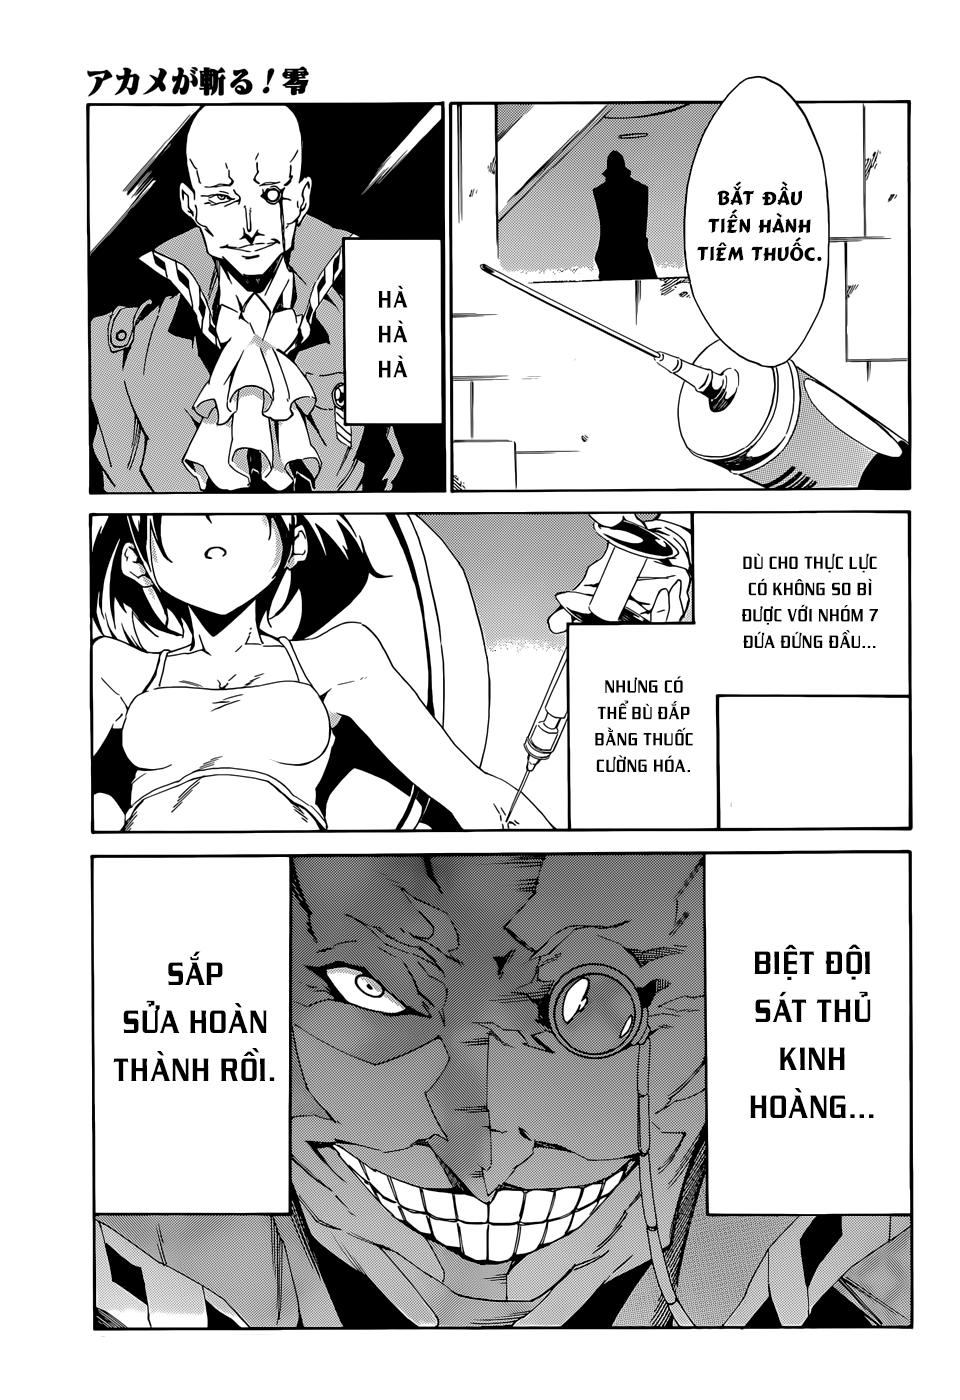 アカメが斬る！零
BẮT ĐẦU
TIẾN HÀNH
TIÊM THUỐC.
HÀ
HÀ
HÀ
DÙ CHO THỰC LỰC
CÓ KHÔNG SO BÌ
ĐƯỢC VỚI NHÓM 7
ĐỨA ĐỨNG ĐẦU...
NHƯNG CÓ
THỂ BÙ ĐẮP
BẰNG THUỐC
CƯỜNG HÓA.
BIỆT ĐỘI
SÁT THỦ
KINH
HOÀNG...
SẮP
SỬA HOÀN
THÀNH RỒI.